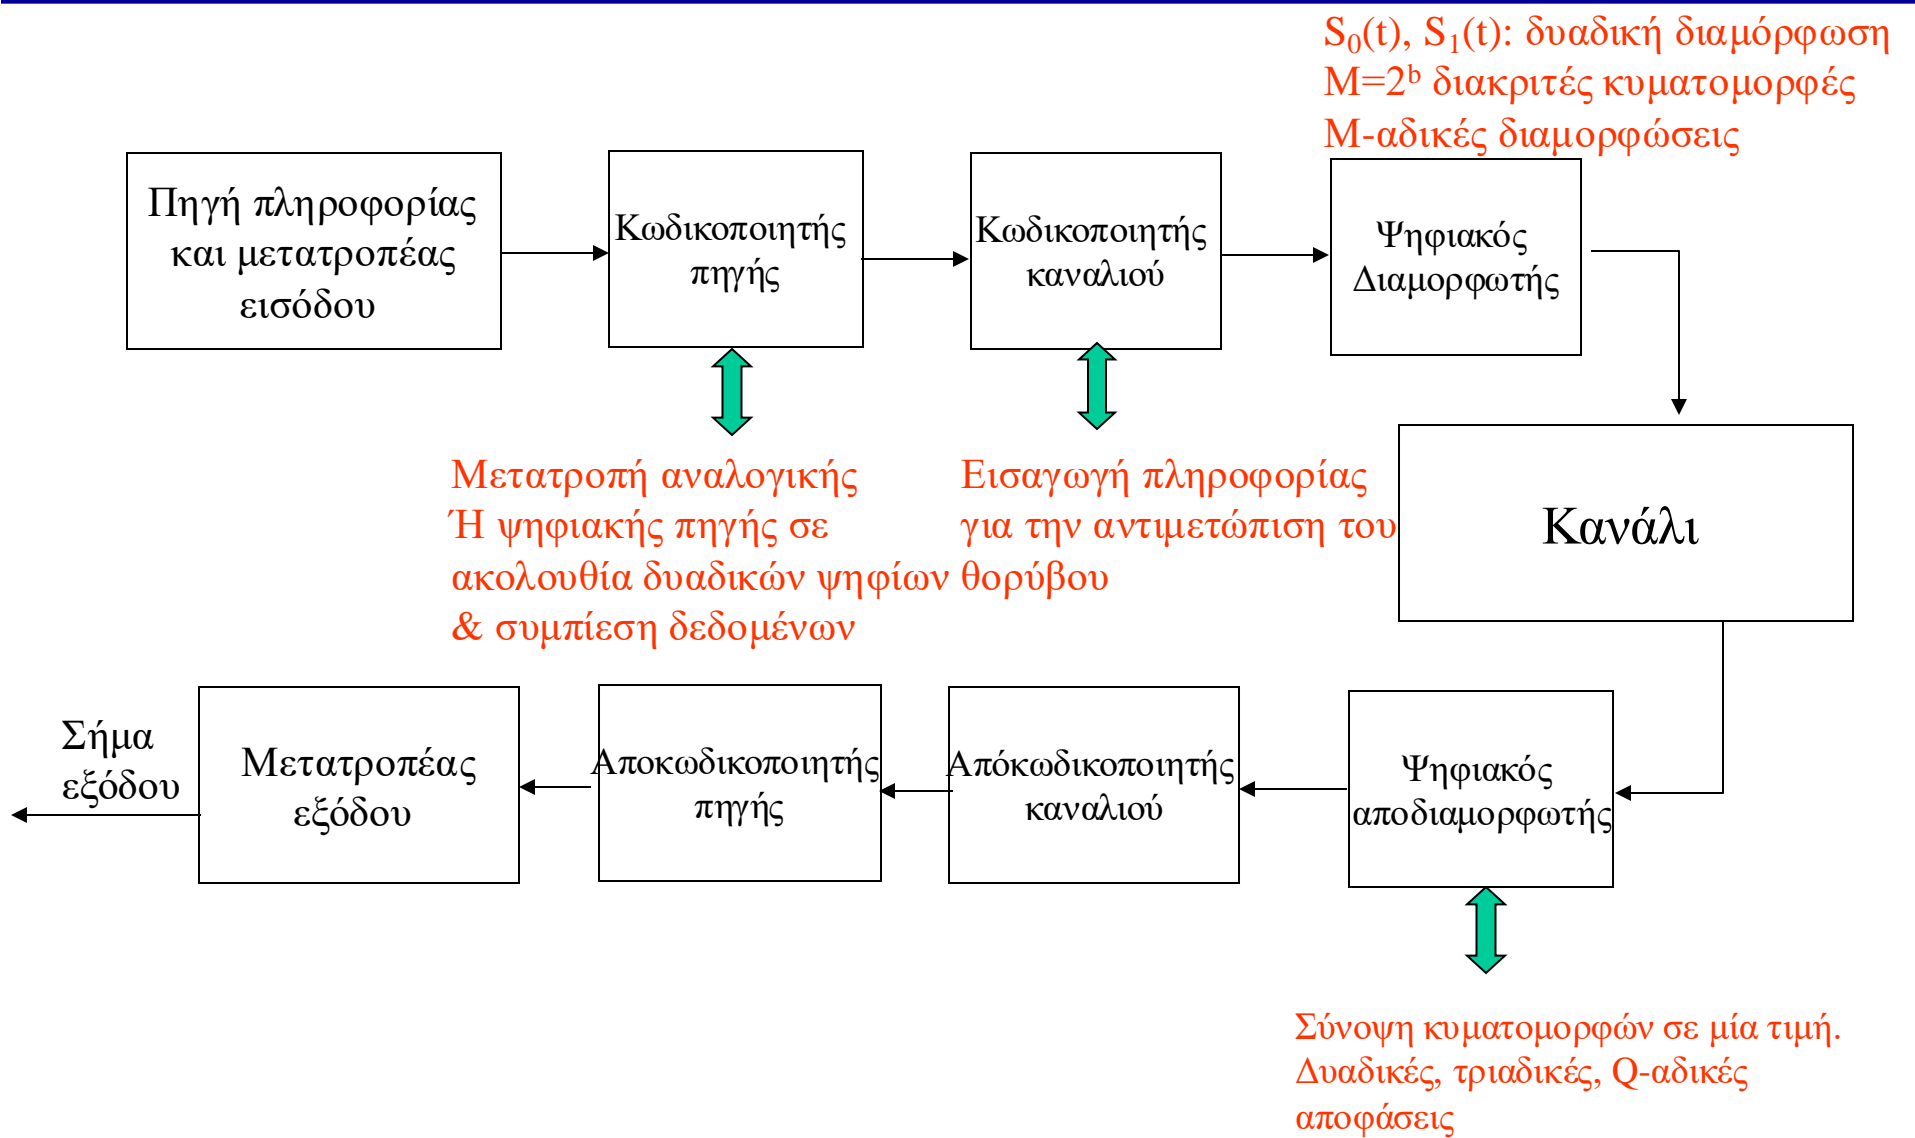 S₀(t), S₁(t): δυαδική διαμόρφωση
M=2ᵇ διακριτές κυματομορφές
Μ-αδικές διαμορφώσεις
Πηγή πληροφορίας
και μετατροπέας
εισόδου
Κωδικοποιητής
πηγής
Κωδικοποιητής
καναλιού
Ψηφιακός
Διαμορφωτής
Μετατροπή αναλογικής
Ή ψηφιακής πηγής σε
ακολουθία δυαδικών ψηφίων
& συμπίεση δεδομένων
Εισαγωγή πληροφορίας
για την αντιμετώπιση του
θορύβου
Κανάλι
Σήμα
εξόδου
Μετατροπέας
εξόδου
Αποκωδικοποιητής
πηγής
Απόκωδικοποιητής
καναλιού
Ψηφιακός
αποδιαμορφωτής
Σύνοψη κυματομορφών σε μία τιμή.
Δυαδικές, τριαδικές, Q-αδικές
αποφάσεις